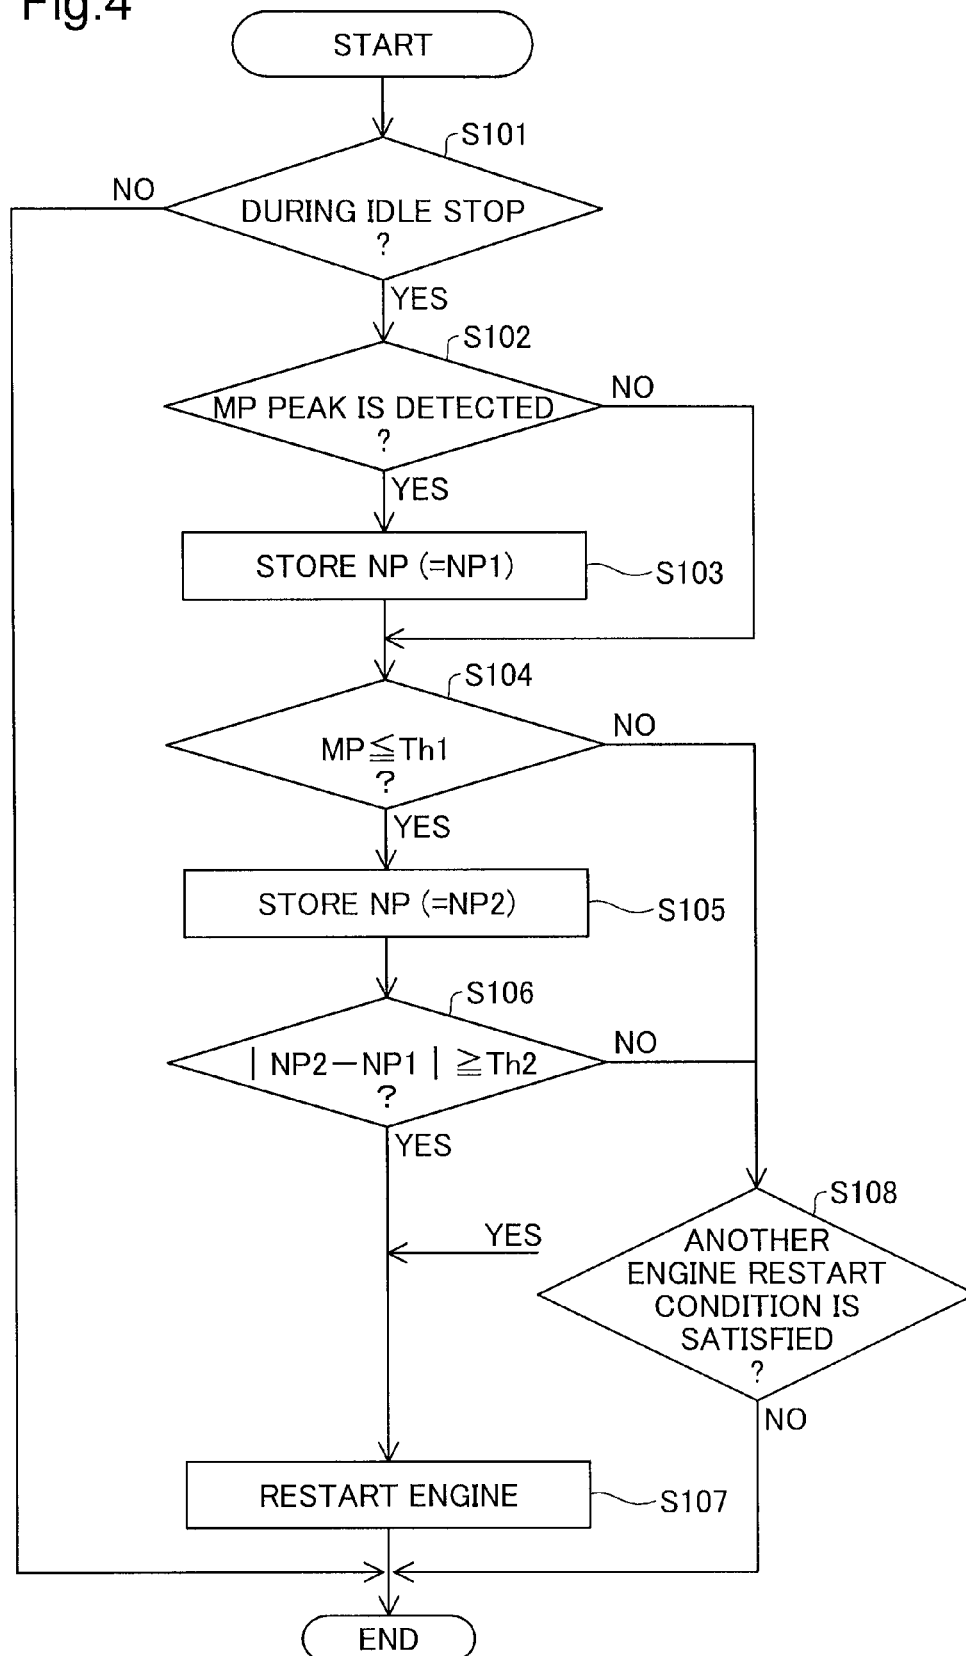 Fig.4
START
S101
NO
DURING IDLE STOP
?
YES
S102
NO
MP PEAK IS DETECTED
?
YES
STORE NP (=NP1)
S103
S104
NO
MP≦Th1
?
YES
STORE NP (=NP2)
S105
S106
NO
| NP2−NP1 | ≧Th2
?
YES
S108
YES
ANOTHER
ENGINE RESTART
CONDITION IS
SATISFIED
?
NO
RESTART ENGINE
S107
END